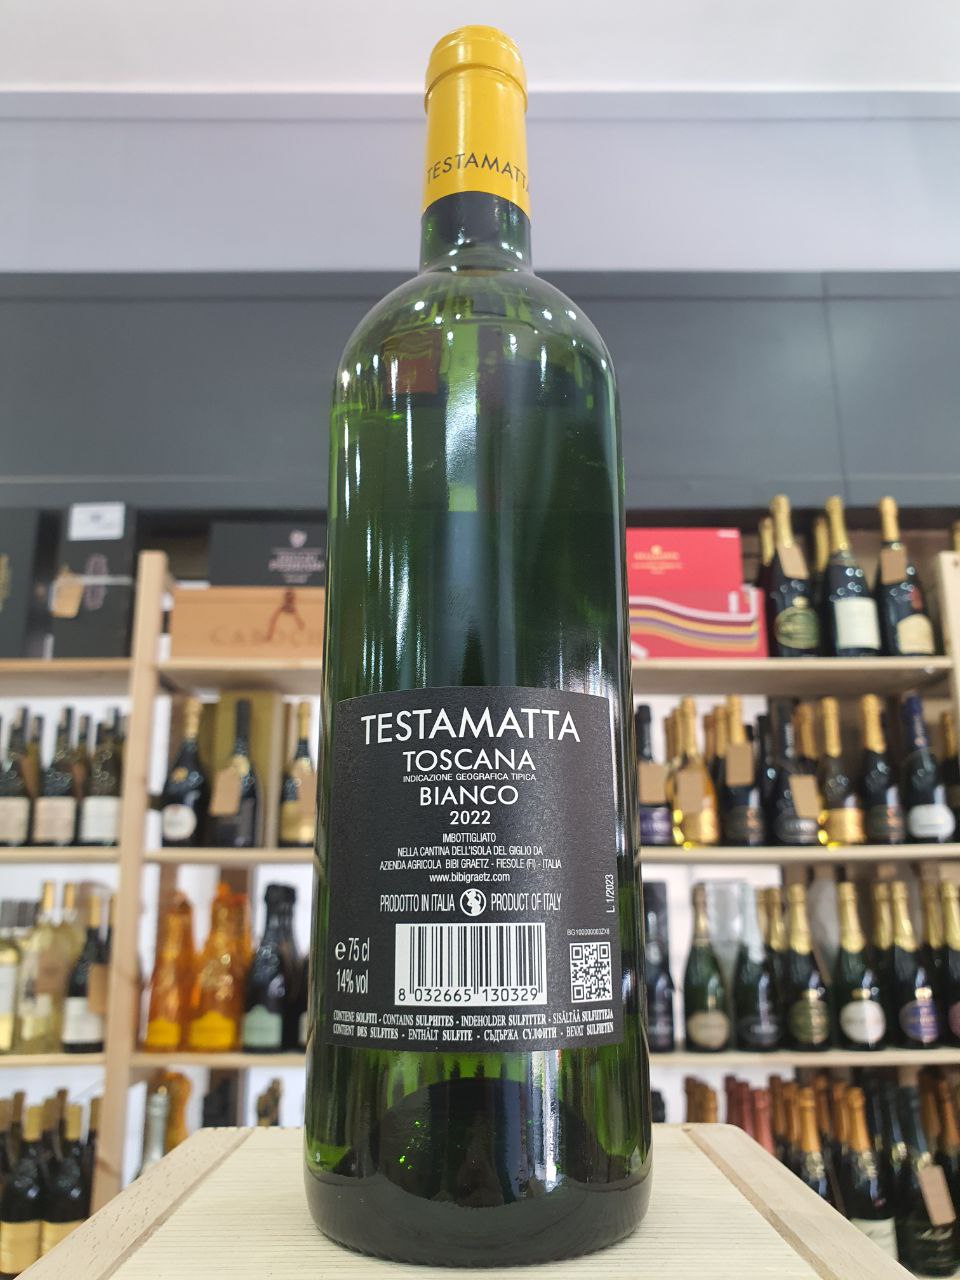 TESTAMATTA
TESTAMATTA
TOSCANA
INDICAZIONE GEOGRAFICA TIPICA
BIANCO
2022
IMBOTTIGLIATO
NELLA CANTINA DELL'ISOLA DEL GIGLIO DA
AZIENDA AGRICOLA BIBI GRAETZ - FIESOLE (FI) - ITALIA
www.bibigraetz.com
PRODOTTO IN ITALIA PRODUCT OF ITALY
L 1/2023
e 75 cl
14% vol
8 032665 130329
CONTIENE SOLFITI - CONTAINS SULPHITES - INDEHOLDER SULFITTER - SISÄLTÄÄ SULFIITTEJA
CONTIENT DES SULFITES - ENTHÄLT SULFITE - СЪДЪРЖА СУЛФИТИ - BEVAT SULFIETEN